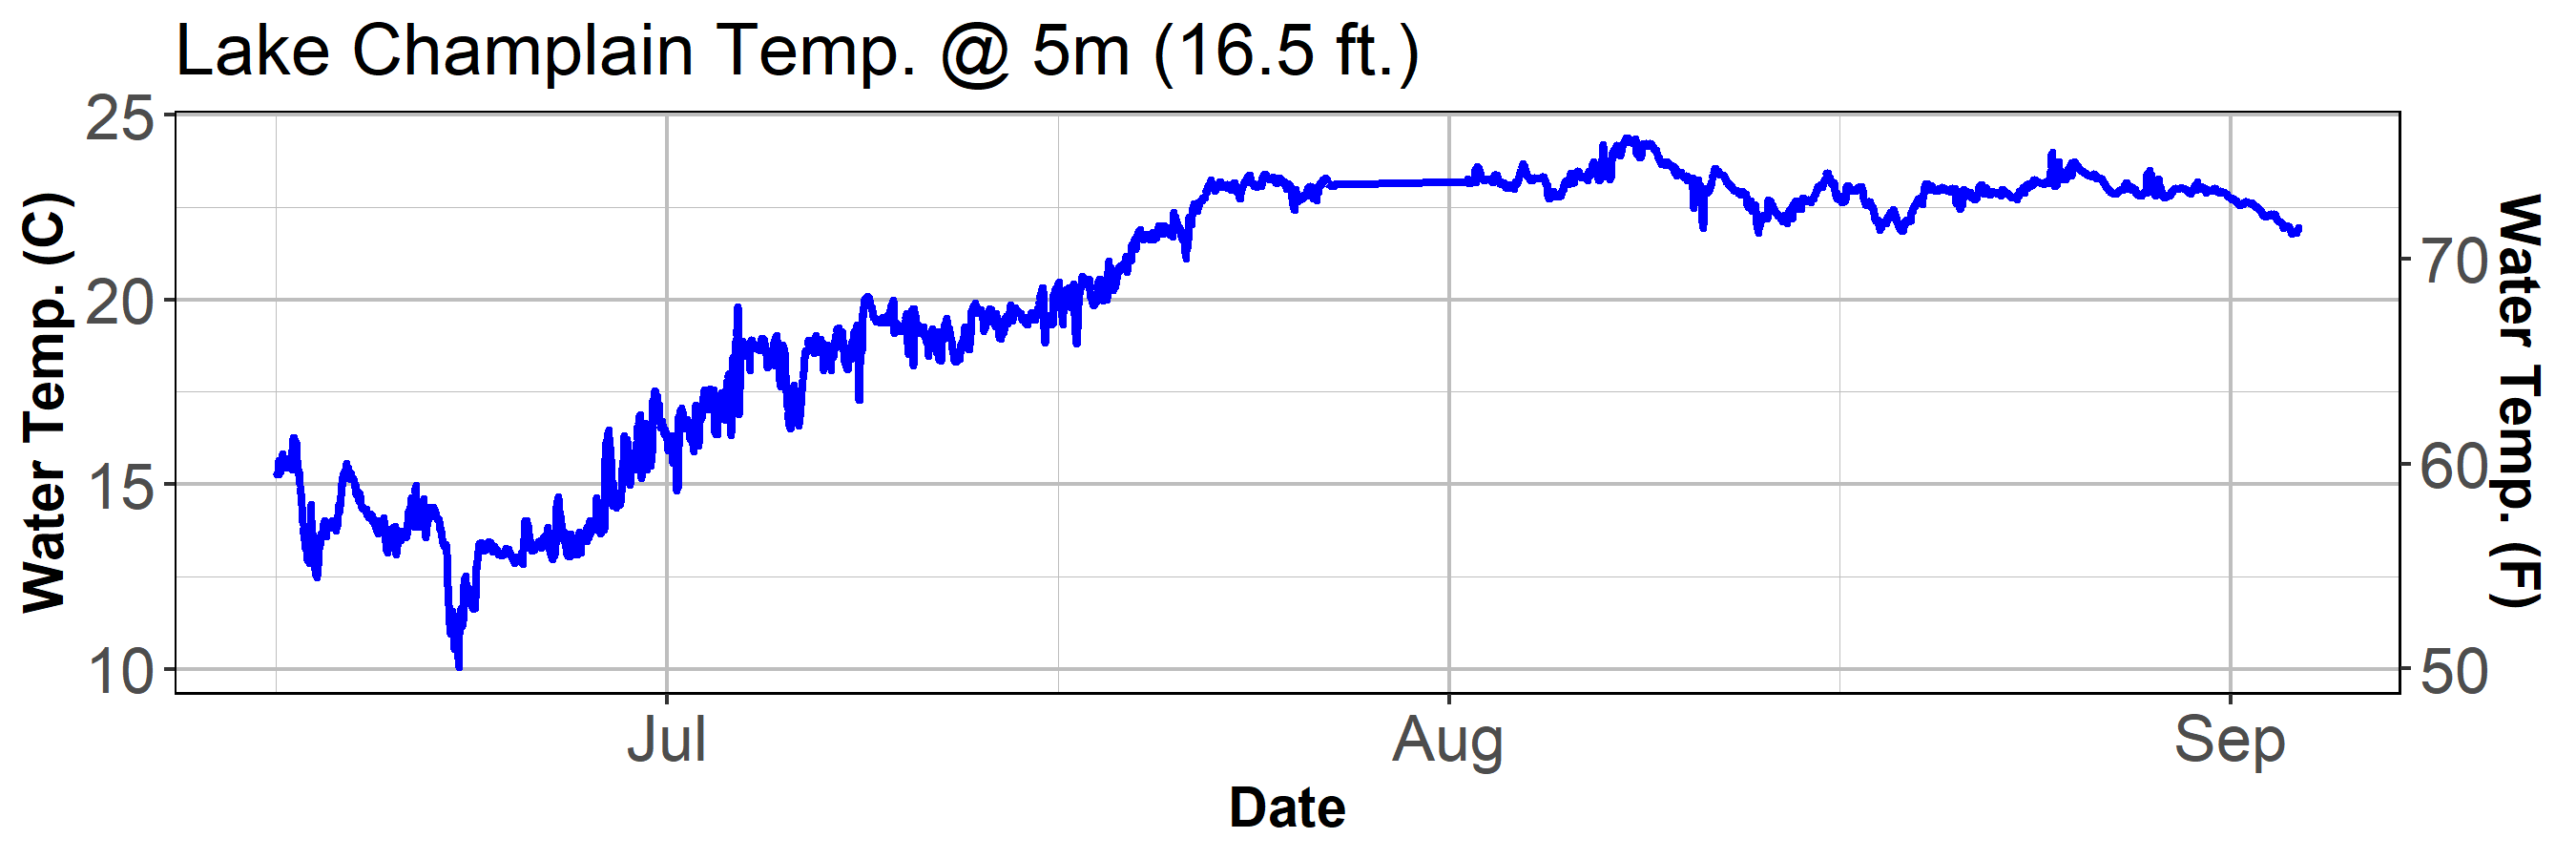 Lake Champlain Temp. @ 5m (16.5 ft.)
25
20
15
10
Water Temp. (C)
70
60
50
Water Temp. (F)
Jul
Aug
Sep
Date